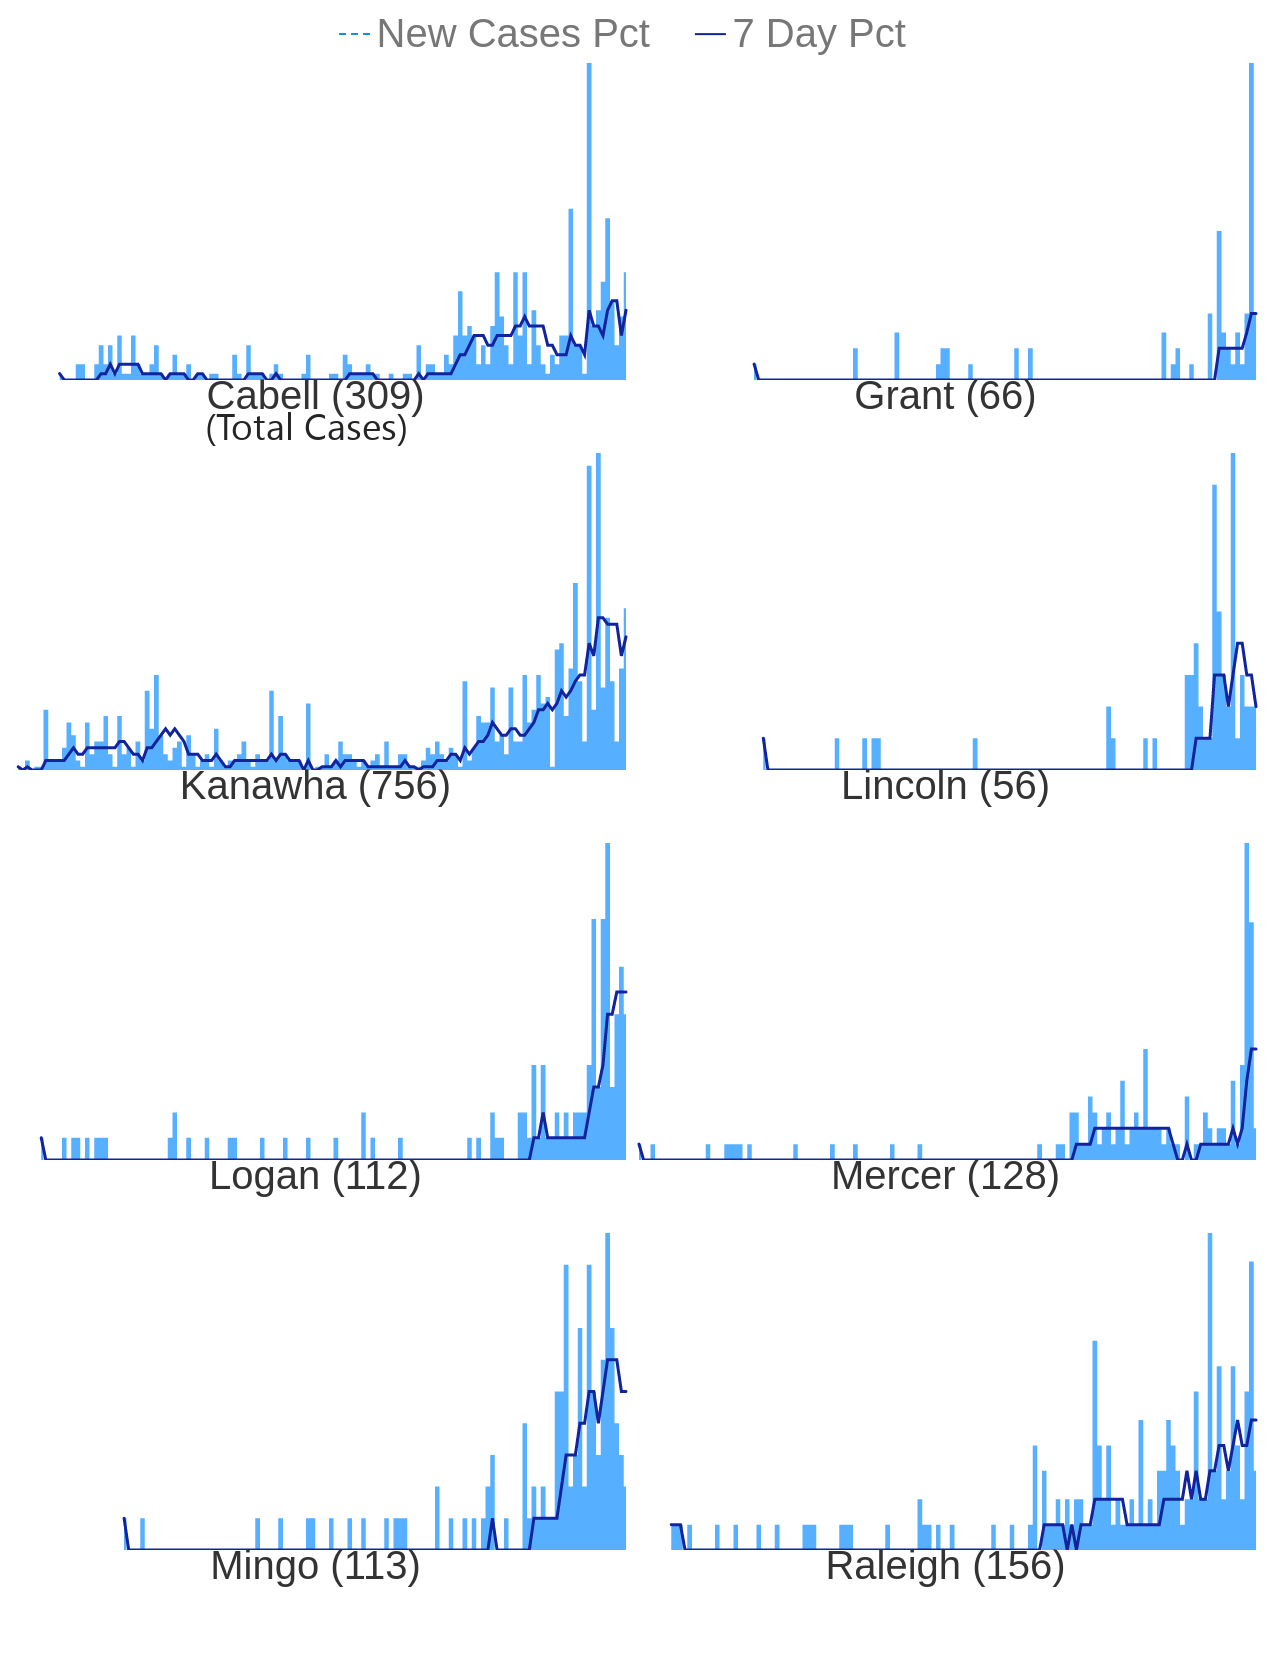 New Cases Pct 7 Day Pct
Cabell (309)
(Total Cases)
Grant (66)
Kanawha (756)
Lincoln (56)
Logan (112)
Mercer (128)
Mingo (113)
Raleigh (156)